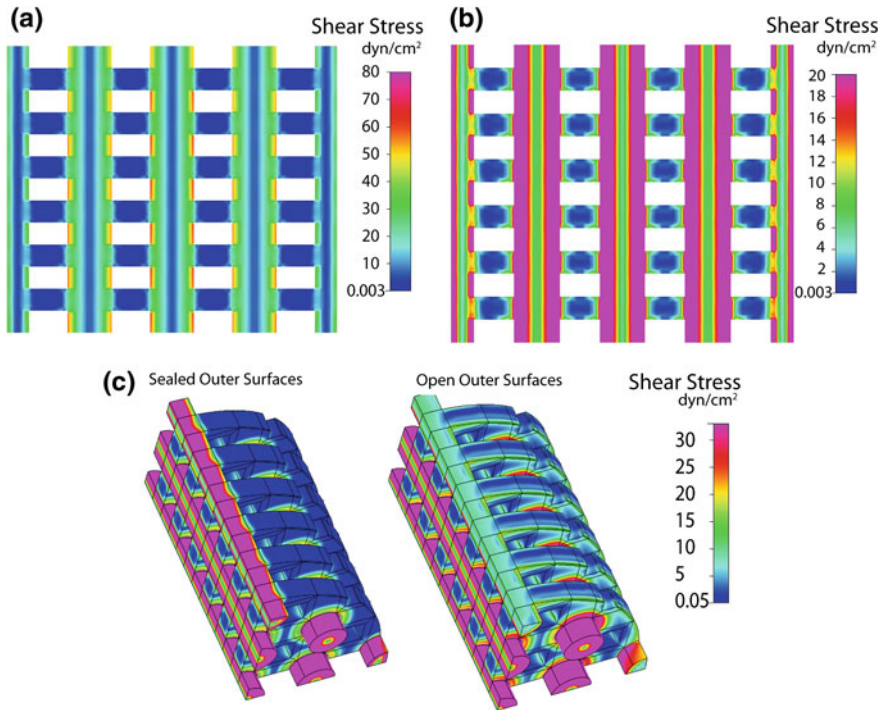 (a)
Shear Stress
dyn/cm²
80
70
60
50
40
30
20
10
0.003
(b)
Shear Stress
dyn/cm²
20
18
16
14
12
10
8
6
4
2
0.003
(c)
Sealed Outer Surfaces
Open Outer Surfaces
Shear Stress
dyn/cm²
30
25
20
15
10
5
0.05